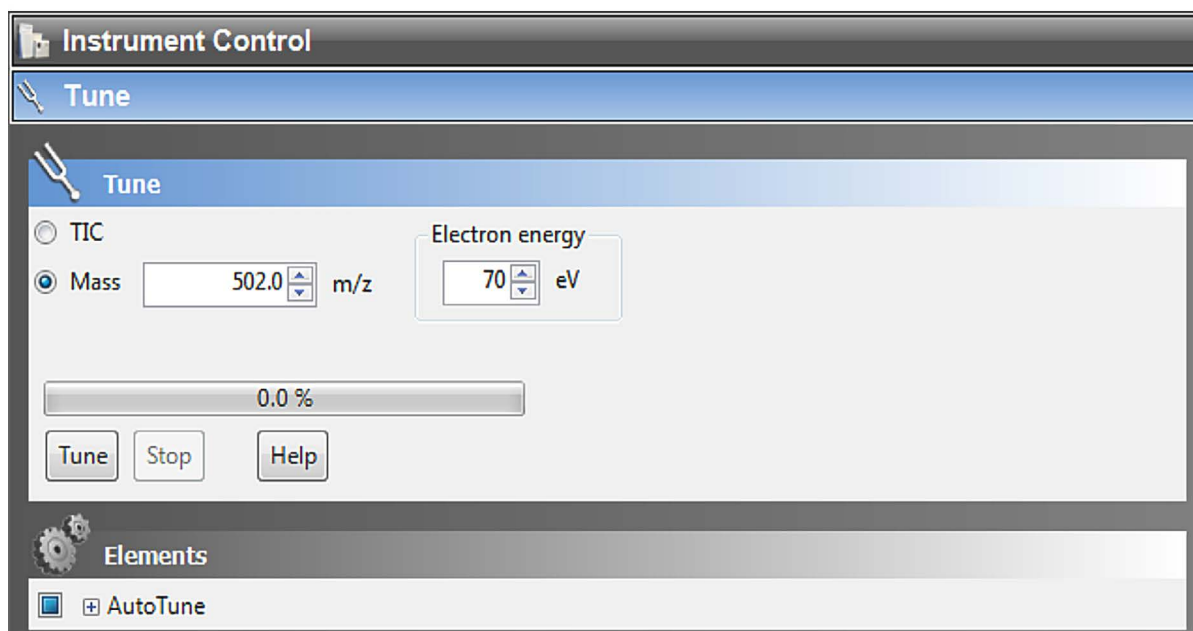 Instrument Control
Tune
Tune
TIC
Electron energy
Mass 502.0 m/z 70 eV
0.0 %
Tune Stop Help
Elements
AutoTune